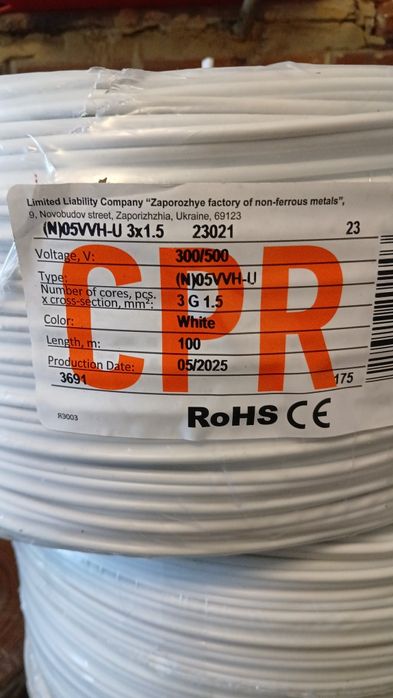 Limited Liability Company "Zaporozhye factory of non-ferrous metals",
9, Novobudov street, Zaporizhzhia, Ukraine, 69123
(N)05VVH-U 3x1.5 23021 23
Voltage, V: 300/500
Type: (N)05VVH-U
Number of cores, pcs.
x cross-section, mm²: 3 G 1.5
Color: White
Length, m: 100
Production Date: 05/2025
3691 175
CPR
Я3003 RoHS CE